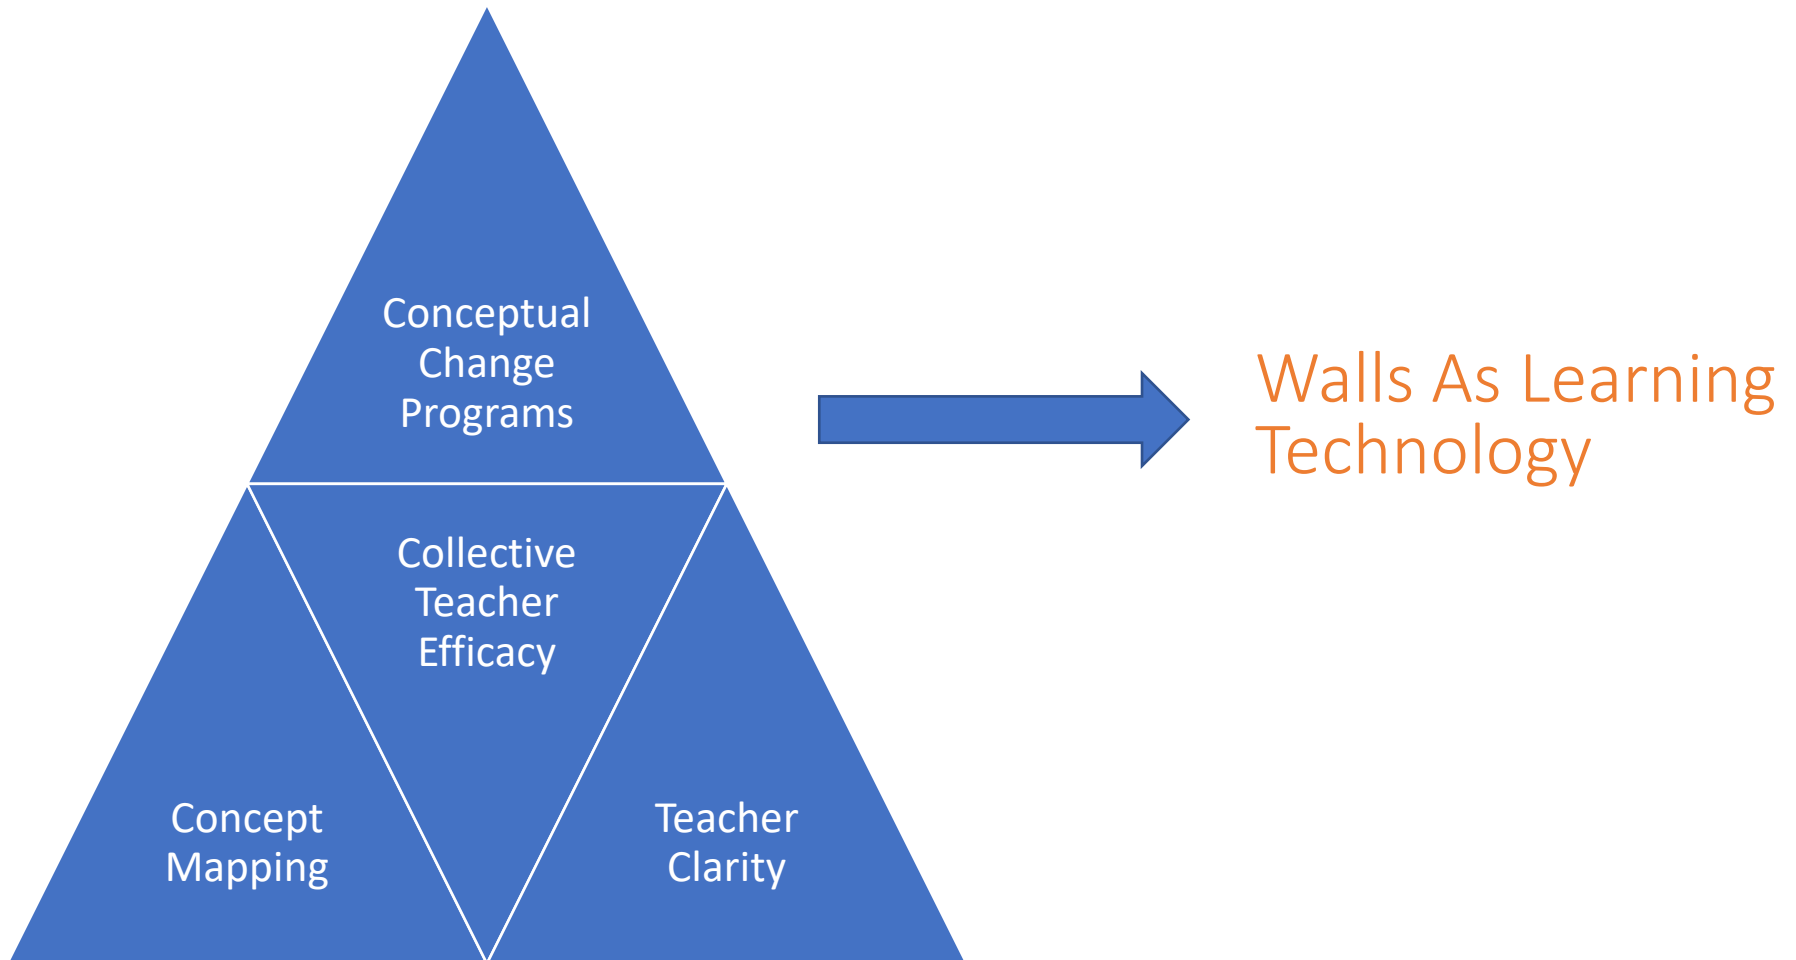 Conceptual
Change
Programs
Walls As Learning
Technology
Collective
Teacher
Efficacy
Concept
Mapping
Teacher
Clarity